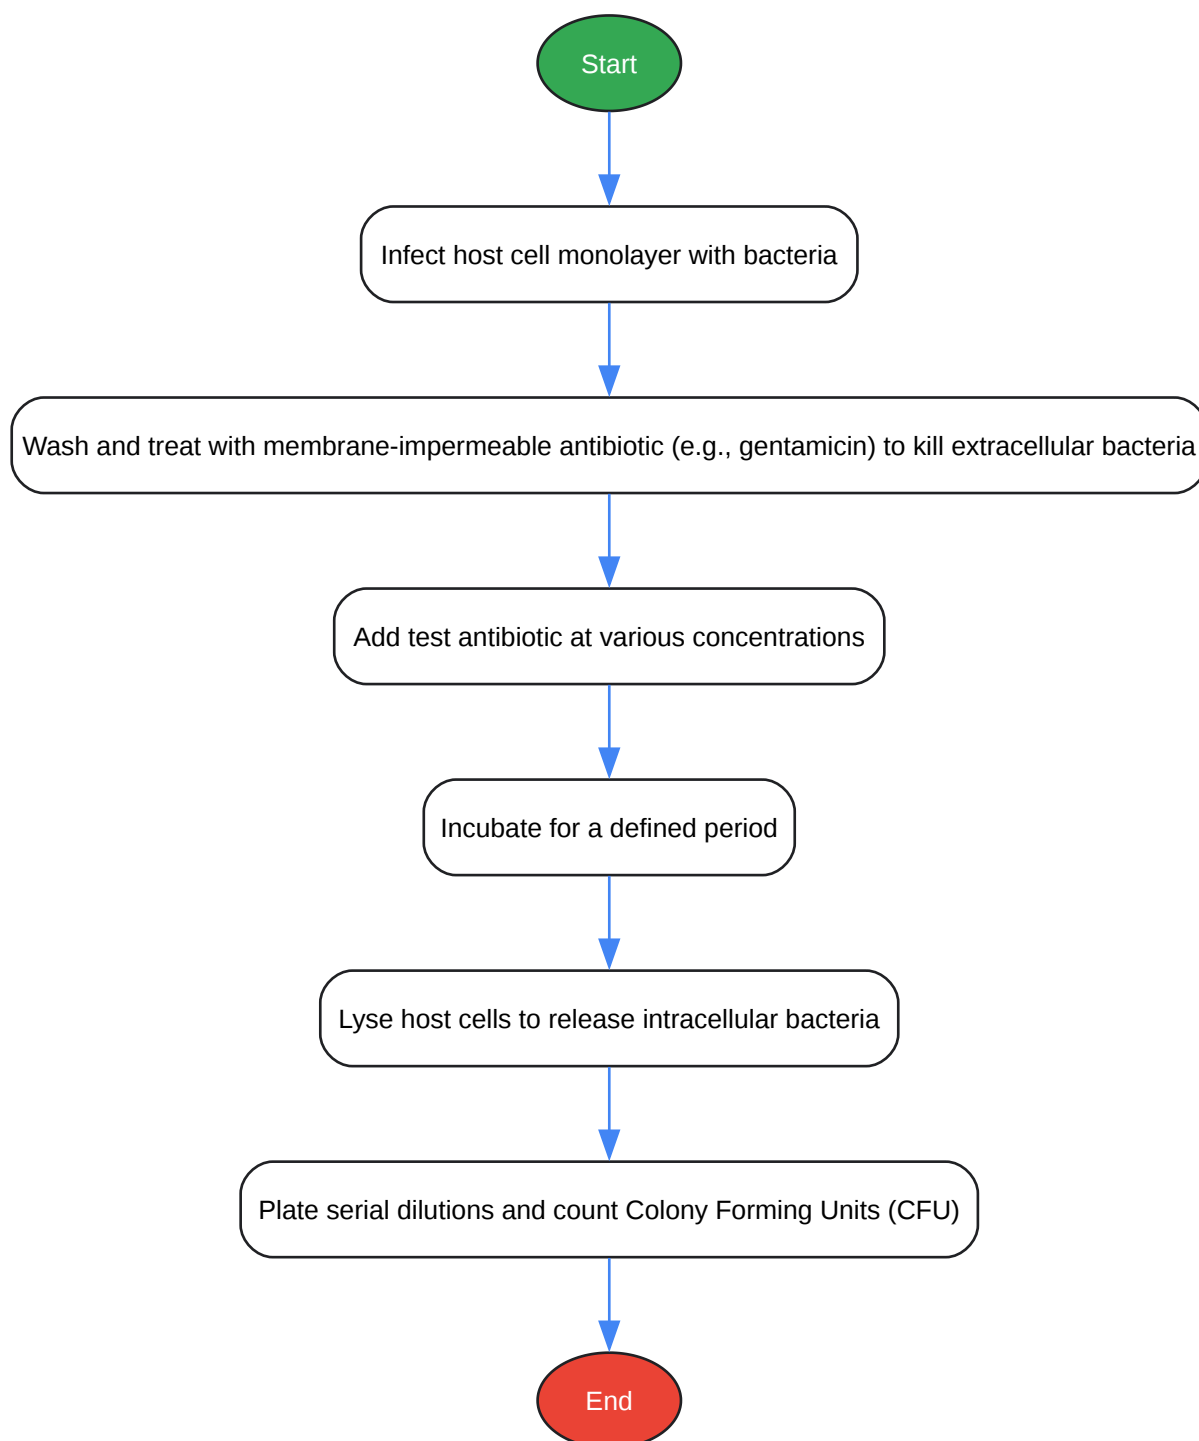 Start
Infect host cell monolayer with bacteria
Wash and treat with membrane-impermeable antibiotic (e.g., gentamicin) to kill extracellular bacteria
Add test antibiotic at various concentrations
Incubate for a defined period
Lyse host cells to release intracellular bacteria
Plate serial dilutions and count Colony Forming Units (CFU)
End